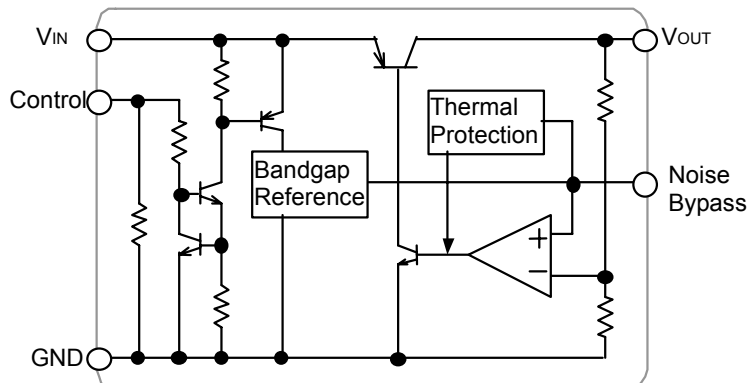 VIN
VOUT
Control
Thermal
Protection
Bandgap
Reference
Noise
Bypass
+
−
GND